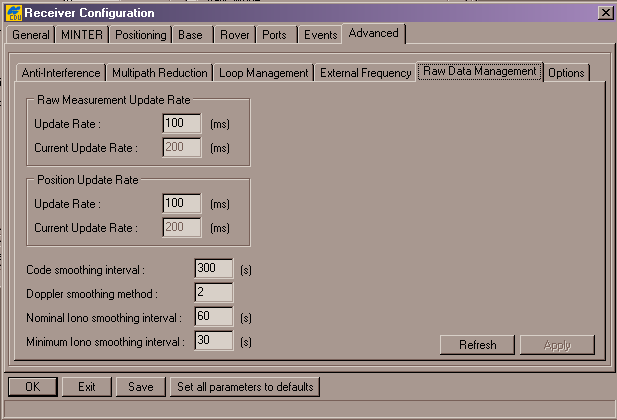 Receiver Configuration
General MINTER Positioning Base Rover Ports Events Advanced
Anti-Interference Multipath Reduction Loop Management External Frequency Raw Data Management Options
Raw Measurement Update Rate
Update Rate : 100 (ms)
Current Update Rate : 200 (ms)
Position Update Rate
Update Rate : 100 (ms)
Current Update Rate : 200 (ms)
Code smoothing interval : 300 (s)
Doppler smoothing method : 2
Nominal Iono smoothing interval : 60 (s)
Minimum Iono smoothing interval : 30 (s)
Refresh Apply
OK Exit Save Set all parameters to defaults